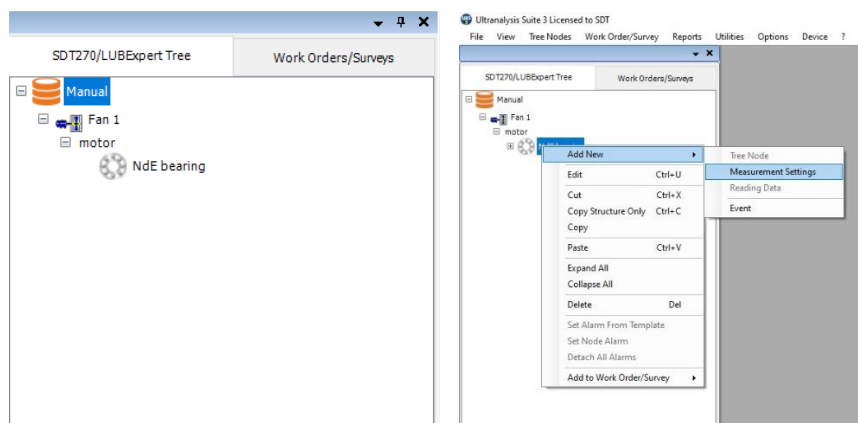 SDT270/LUBExpert Tree
Work Orders/Surveys
Manual
Fan 1
motor
NdE bearing
Ultranalysis Suite 3 Licensed to SDT
File View Tree Nodes Work Order/Survey Reports Utilities Options Device ?
SDT270/LUBExpert Tree
Work Orders/Surveys
Manual
Fan 1
motor
Add New
Edit Ctrl+U
Cut Ctrl+X
Copy Structure Only Ctrl+C
Copy
Paste Ctrl+V
Expand All
Collapse All
Delete Del
Set Alarm From Template
Set Node Alarm
Detach All Alarms
Add to Work Order/Survey
Tree Node
Measurement Settings
Reading Data
Event